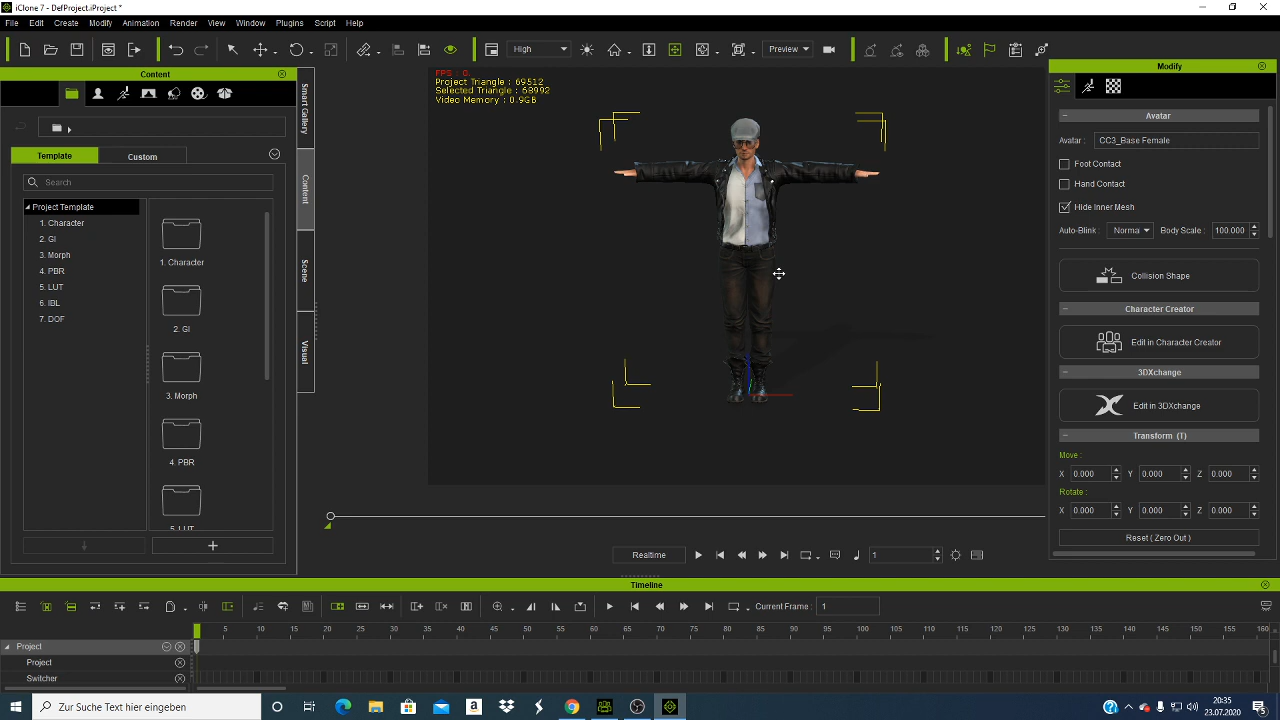 iClone 7 - DefProject.iProject *
File Edit Create Modify Animation Render View Window Plugins Script Help
High Preview
Content
Smart Gallery
Content
Scene
Visual
Template Custom
Search
Project Template
1. Character
2. GI
3. Morph
4. PBR
5. LUT
6. IBL
7. DOF
1. Character
2. GI
3. Morph
4. PBR
5. LUT
FPS : 0.
Project Triangle : 69512
Selected Triangle : 68992
Video Memory : 0.9GB
Realtime 1
Modify
Avatar
Avatar : CC3_Base Female
Foot Contact
Hand Contact
Hide Inner Mesh
Auto-Blink : Norma Body Scale : 100.000
Collision Shape
Character Creator
Edit in Character Creator
3DXchange
Edit in 3DXchange
Transform (T)
Move :
X 0.000 Y 0.000 Z 0.000
Rotate :
X 0.000 Y 0.000 Z 0.000
Reset ( Zero Out )
Timeline
Current Frame : 1
5 10 15 20 25 30 35 40 45 50 55 60 65 70 75 80 85 90 95 100 105 110 115 120 125 130 135 140 145 150 155 160
Project
Project
Switcher
Zur Suche Text hier eingeben
20:35
23.07.2020